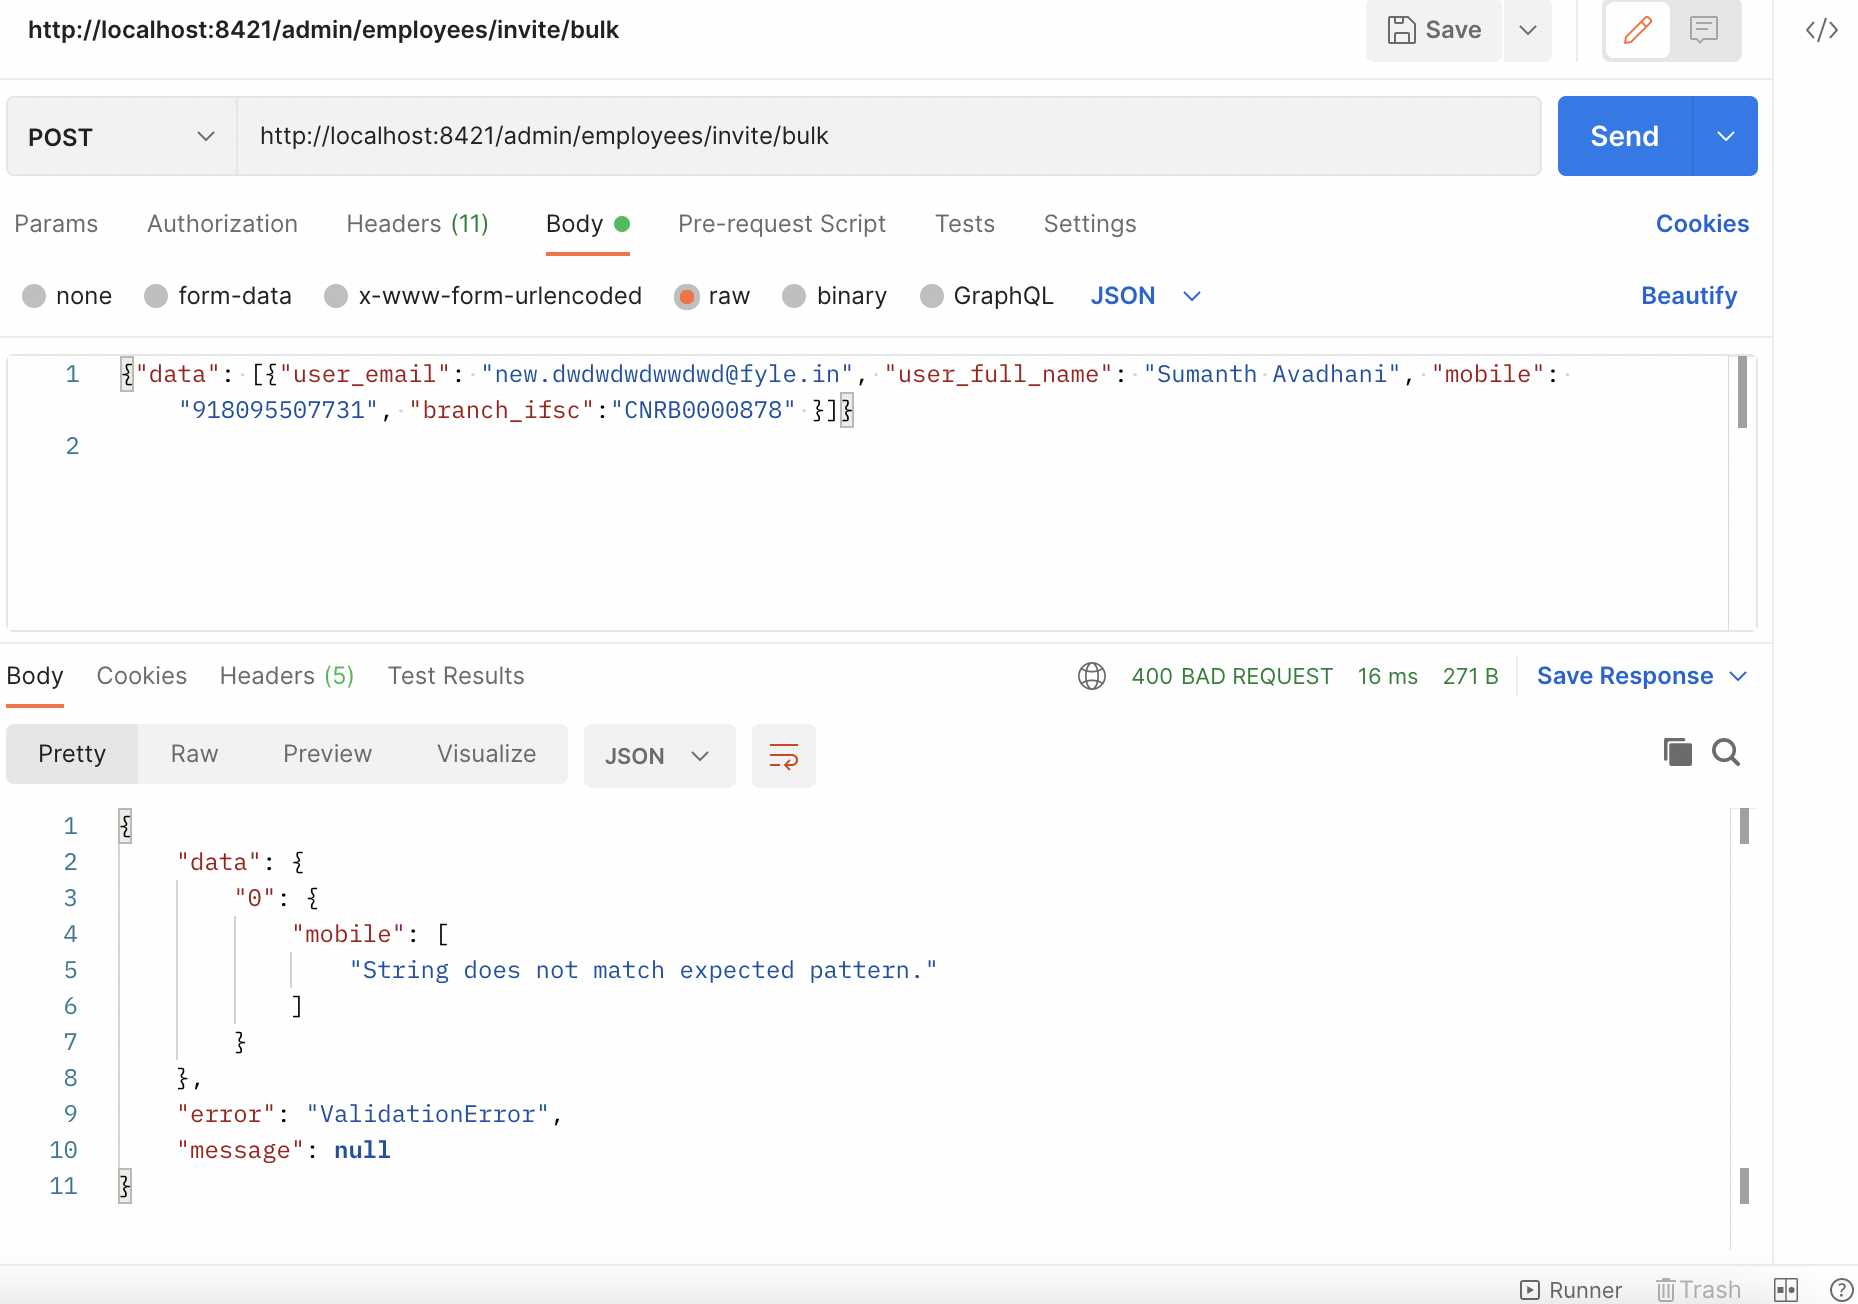 http://localhost:8421/admin/employees/invite/bulk
Save
POST
http://localhost:8421/admin/employees/invite/bulk
Send
Params Authorization Headers (11) Body Pre-request Script Tests Settings Cookies
none form-data x-www-form-urlencoded raw binary GraphQL JSON Beautify
1 {"data": [{"user_email": "new.dwdwdwdwwdwd@fyle.in", "user_full_name": "Sumanth Avadhani", "mobile":
"918095507731", "branch_ifsc":"CNRB0000878" }]}
2
Body Cookies Headers (5) Test Results 400 BAD REQUEST 16 ms 271 B Save Response
Pretty Raw Preview Visualize JSON
1 {
2 "data": {
3 "0": {
4 "mobile": [
5 "String does not match expected pattern."
6 ]
7 }
8 },
9 "error": "ValidationError",
10 "message": null
11 }
Runner Trash